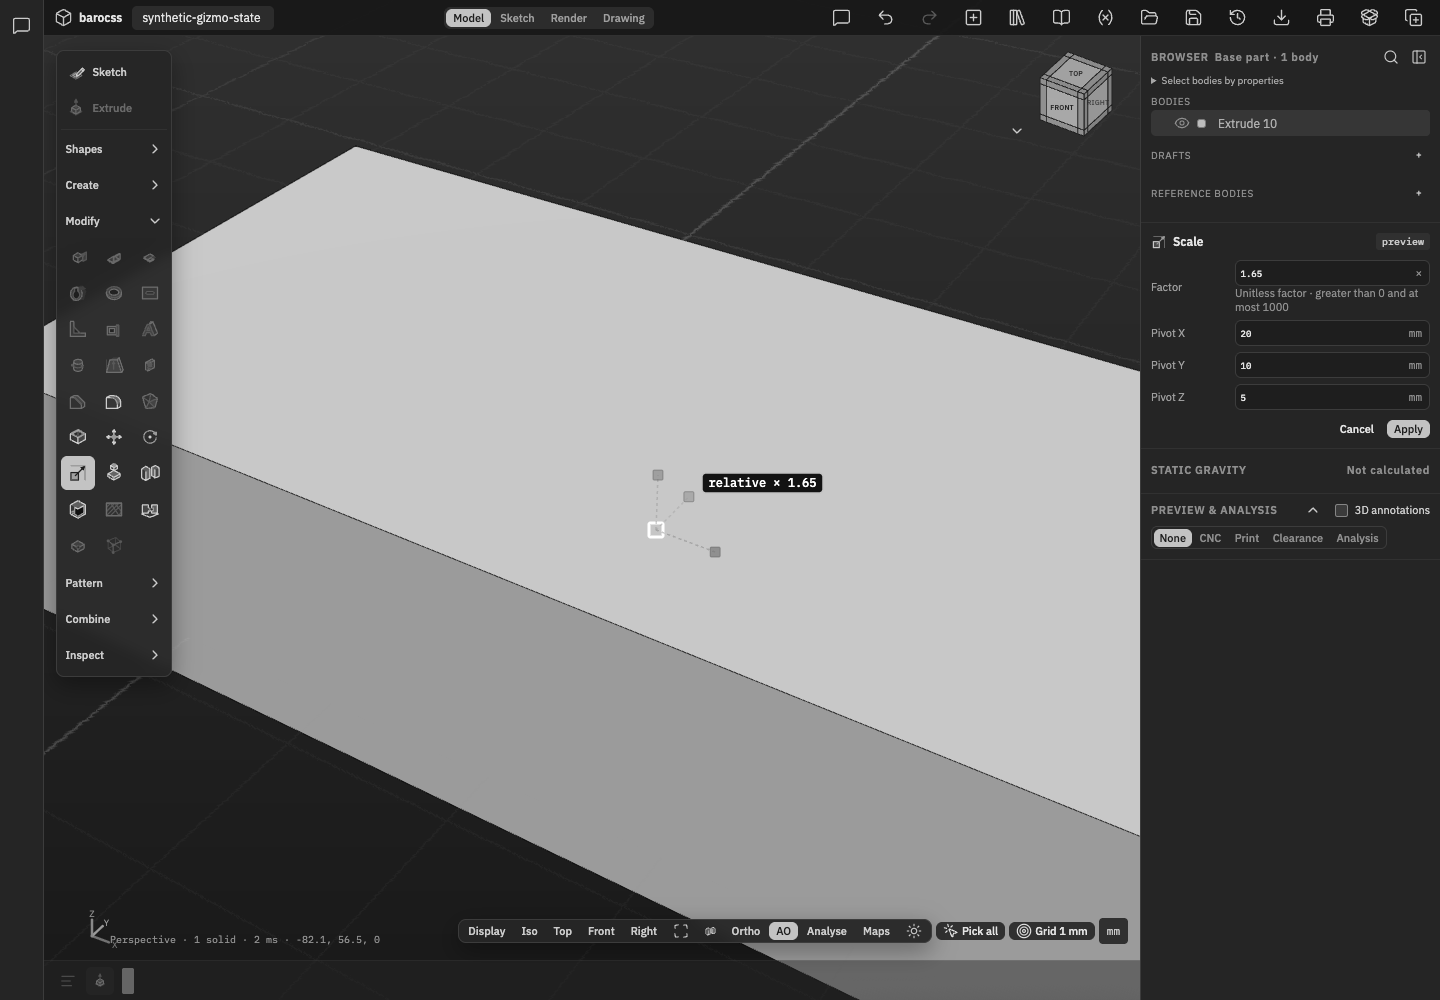 barocss
synthetic-gizmo-state
Model Sketch Render Drawing
Sketch
Extrude
Shapes
Create
Modify
Pattern
Combine
Inspect
TOP
FRONT
RIGHT
relative × 1.65
Z
Y
X
Perspective · 1 solid · 2 ms · -82.1, 56.5, 0
Display Iso Top Front Right Ortho AO Analyse Maps
Pick all
Grid 1 mm
mm
BROWSER Base part · 1 body
Select bodies by properties
BODIES
Extrude 10
DRAFTS +
REFERENCE BODIES +
Scale preview
Factor 1.65 ×
Unitless factor · greater than 0 and at
most 1000
Pivot X 20 mm
Pivot Y 10 mm
Pivot Z 5 mm
Cancel Apply
STATIC GRAVITY Not calculated
PREVIEW & ANALYSIS 3D annotations
None CNC Print Clearance Analysis